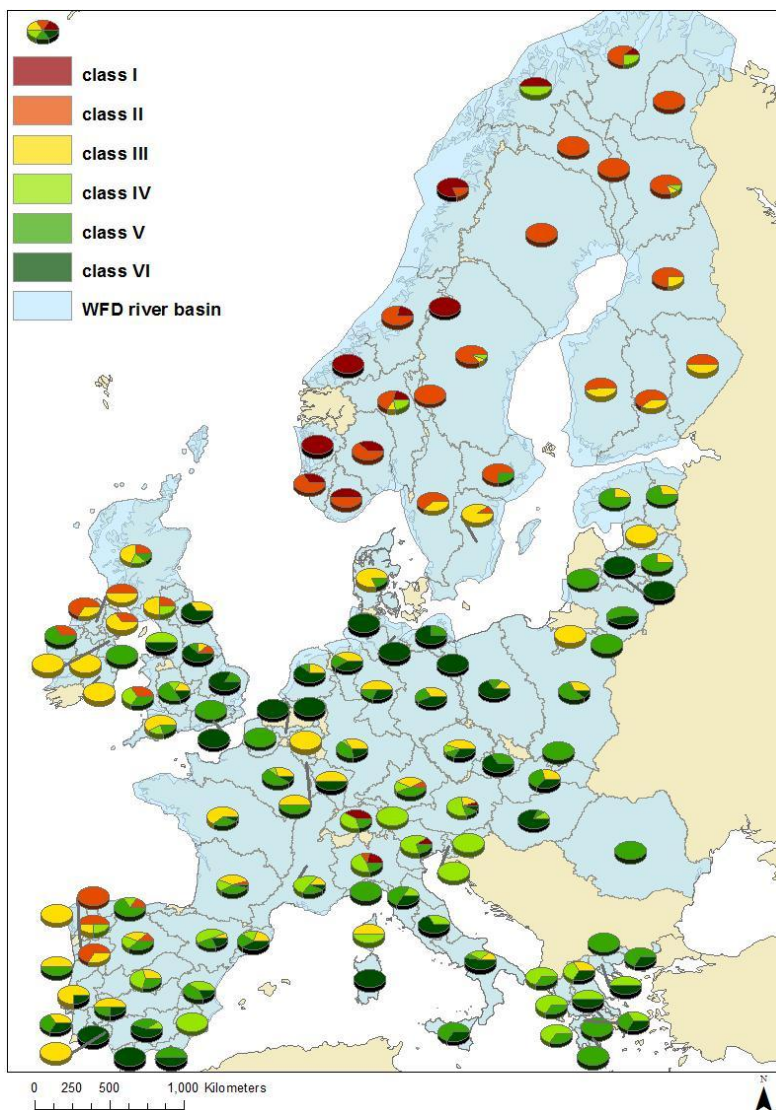 class I
class II
class III
class IV
class V
class VI
WFD river basin
0 250 500 1,000 Kilometers
N